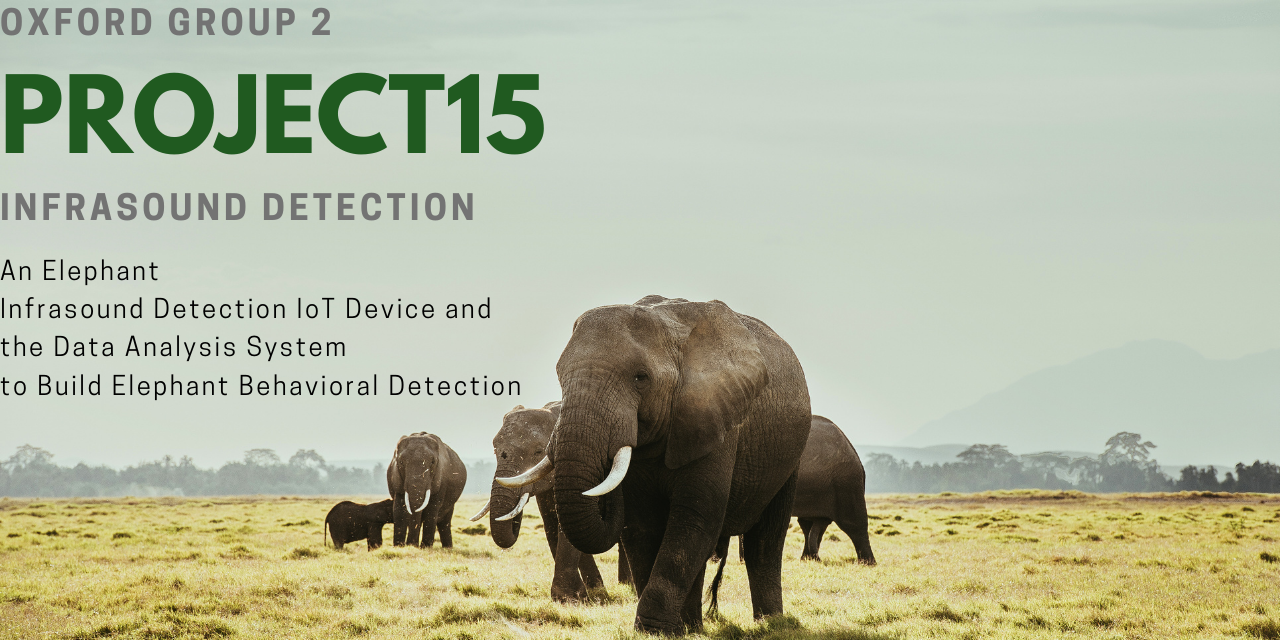 OXFORD GROUP 2
PROJECT15
INFRASOUND DETECTION
An Elephant
Infrasound Detection IoT Device and
the Data Analysis System
to Build Elephant Behavioral Detection